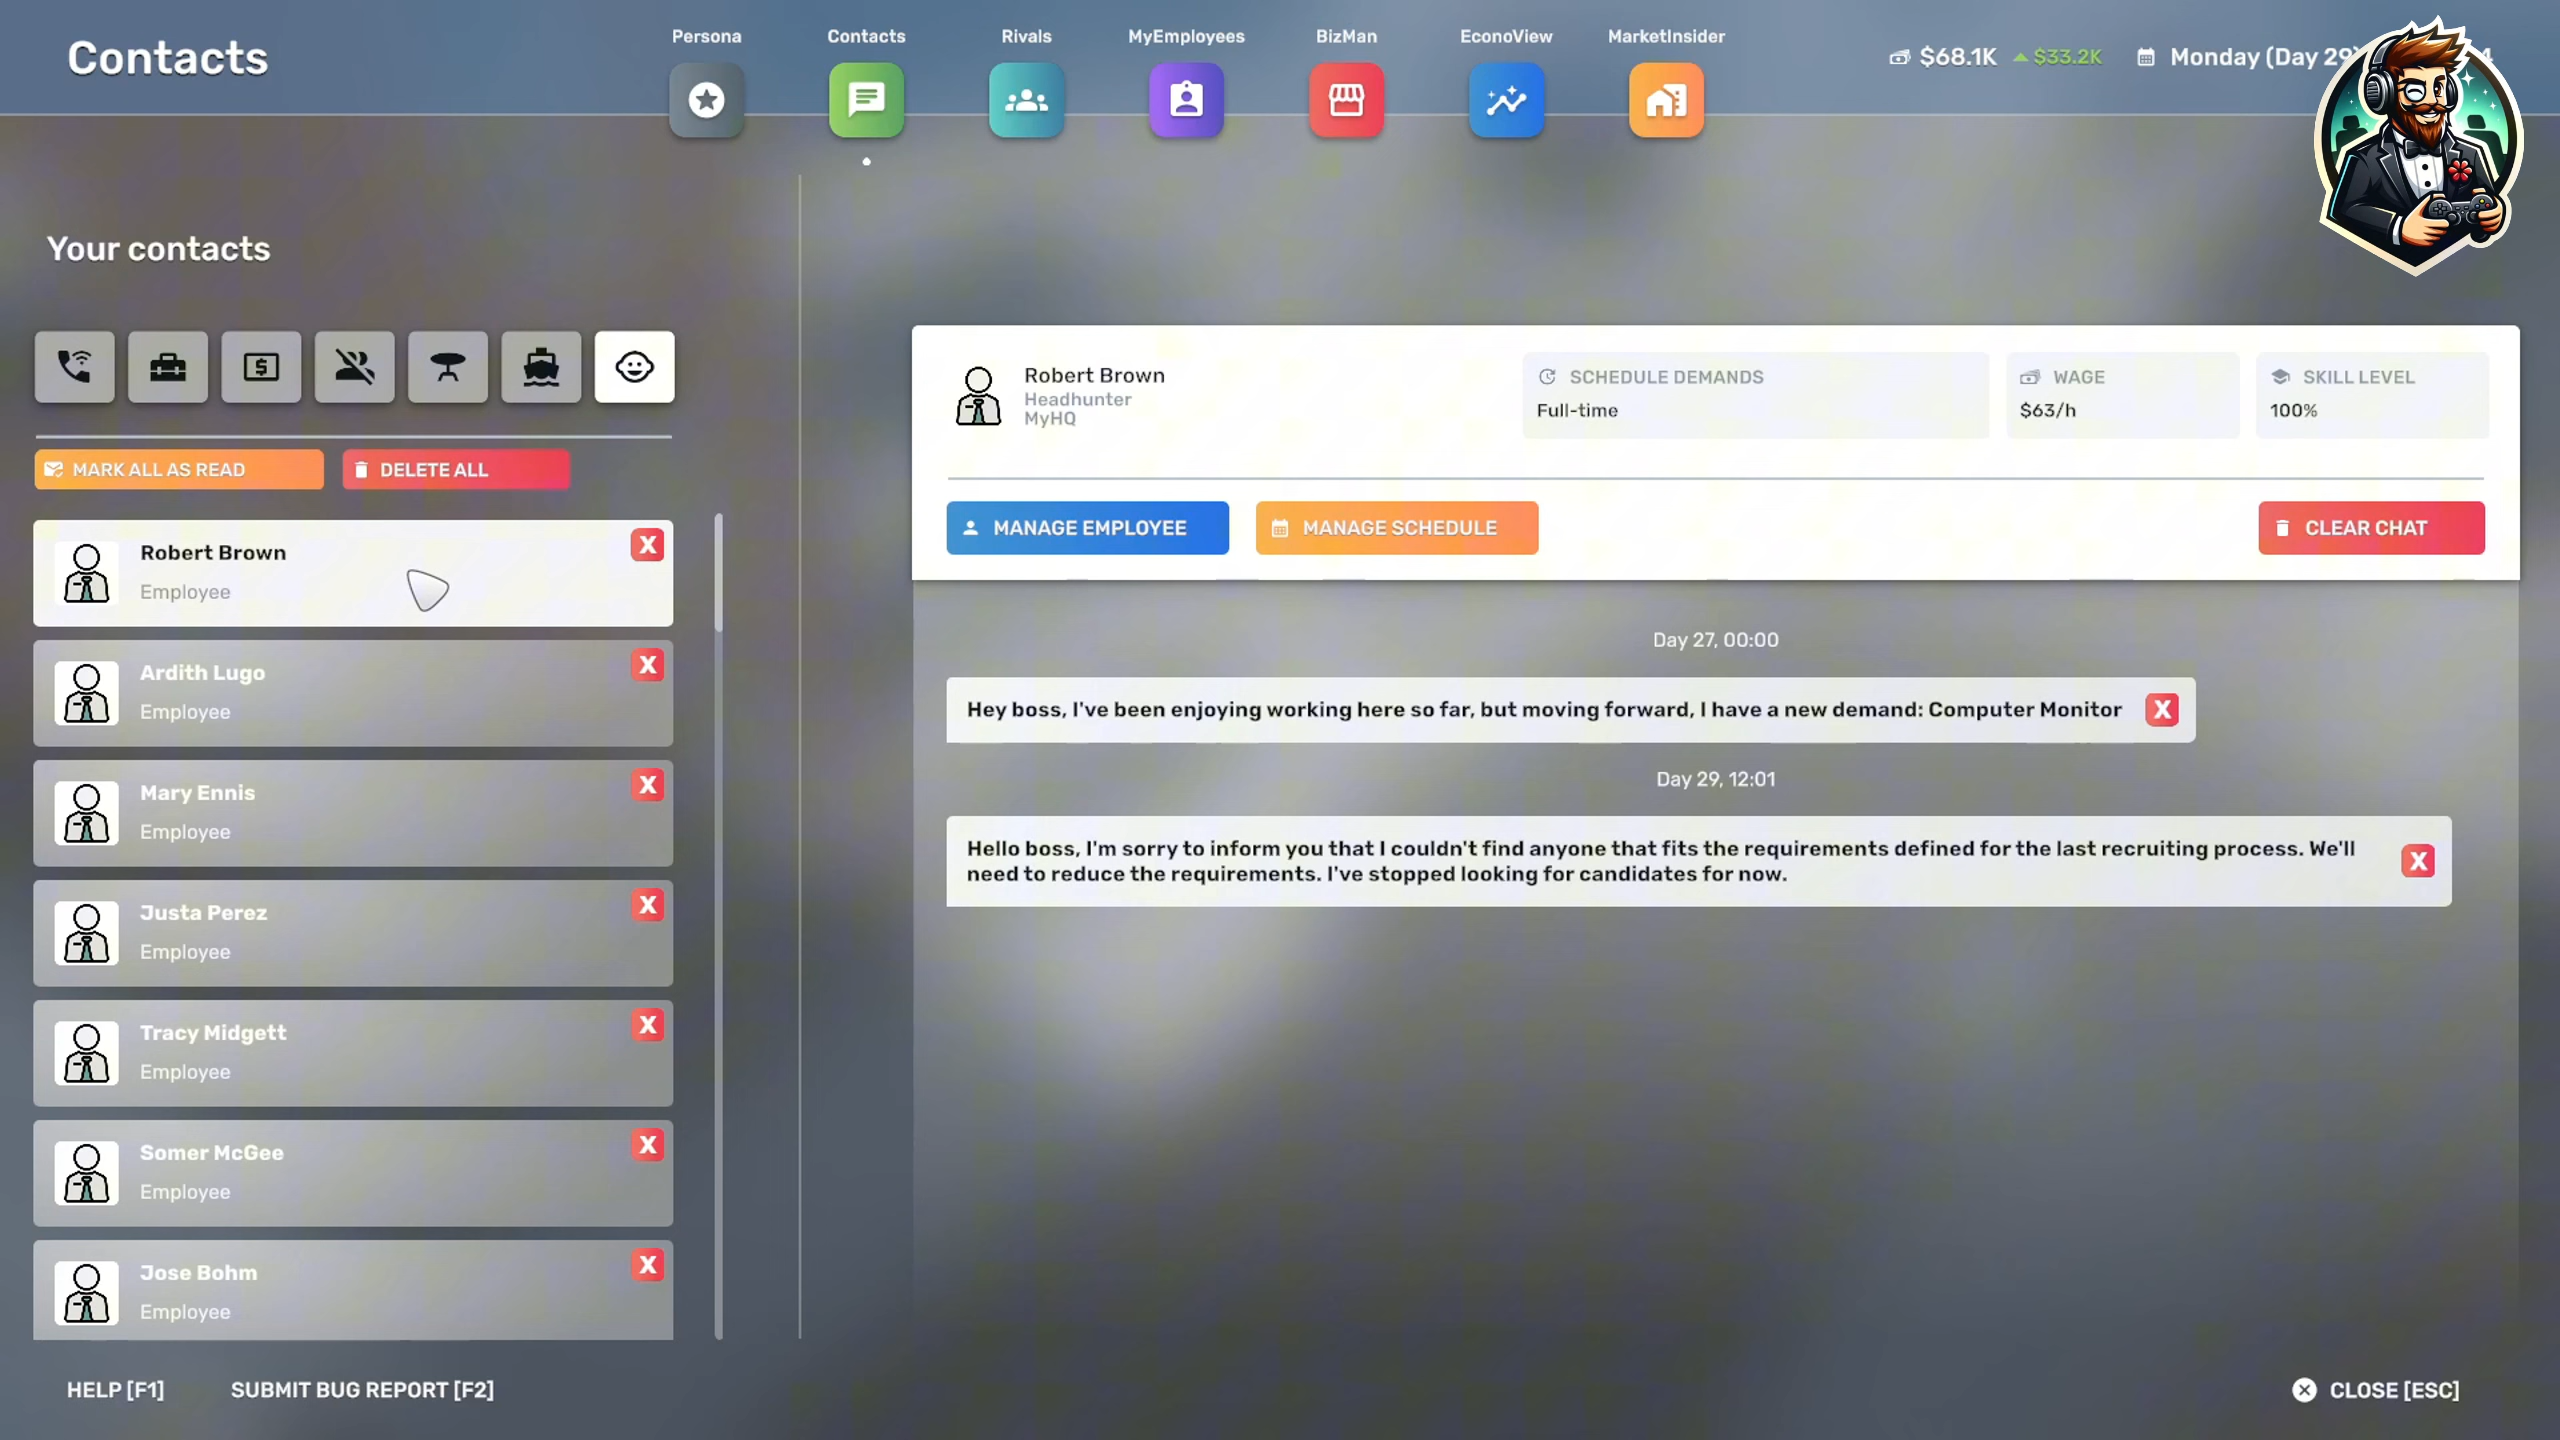 Contacts
Persona
Contacts
Rivals
MyEmployees
BizMan
EconoView
MarketInsider
$68.1K
$33.2K
Monday (Day 29)
Your contacts
MARK ALL AS READ
DELETE ALL
Robert Brown
Employee
X
Ardith Lugo
Employee
X
Mary Ennis
Employee
X
Justa Perez
Employee
X
Tracy Midgett
Employee
X
Somer McGee
Employee
X
Jose Bohm
Employee
X
Robert Brown
Headhunter
MyHQ
SCHEDULE DEMANDS
Full-time
WAGE
$63/h
SKILL LEVEL
100%
MANAGE EMPLOYEE
MANAGE SCHEDULE
CLEAR CHAT
Day 27, 00:00
Hey boss, I've been enjoying working here so far, but moving forward, I have a new demand: Computer Monitor
X
Day 29, 12:01
Hello boss, I'm sorry to inform you that I couldn't find anyone that fits the requirements defined for the last recruiting process. We'll
need to reduce the requirements. I've stopped looking for candidates for now.
X
HELP [F1]
SUBMIT BUG REPORT [F2]
CLOSE [ESC]